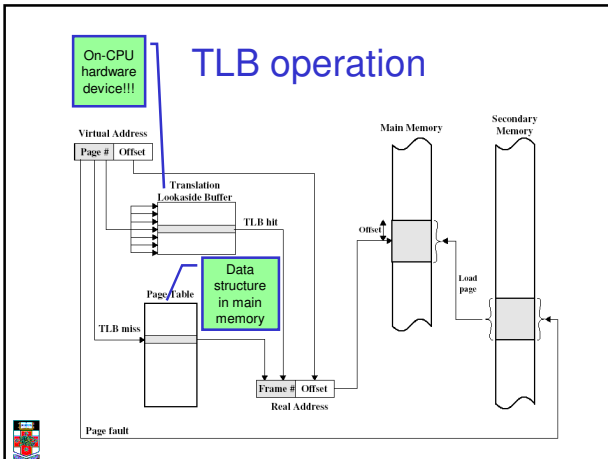 On-CPU
hardware
device!!!
TLB operation
Virtual Address
Page #
Offset
Translation
Lookaside Buffer
TLB hit
Main Memory
Secondary
Memory
Offset
Load
page
Data
structure
in main
memory
Page Table
TLB miss
Frame #
Offset
Real Address
Page fault